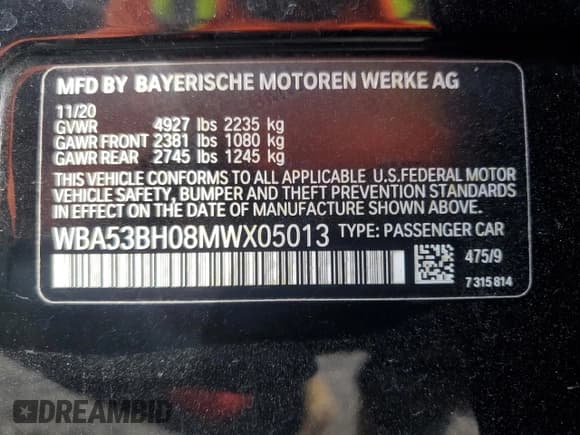 MFD BY BAYERISCHE MOTOREN WERKE AG
11/20
GVWR 4927 lbs 2235 kg
GAWR FRONT 2381 lbs 1080 kg
GAWR REAR 2745 lbs 1245 kg
THIS VEHICLE CONFORMS TO ALL APPLICABLE U.S.FEDERAL MOTOR
VEHICLE SAFETY, BUMPER AND THEFT PREVENTION STANDARDS
IN EFFECT ON THE DATE OF MANUFACTURE SHOWN ABOVE.
WBA53BH08MWX05013 TYPE: PASSENGER CAR
475/9
7 315 814
DREAMBID